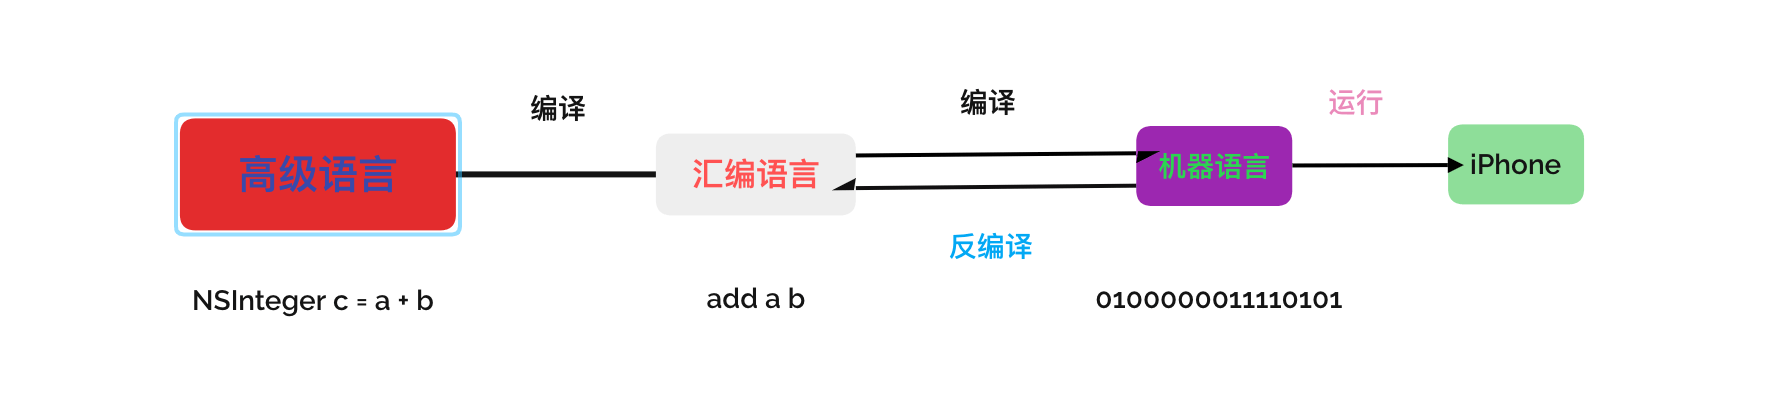 编译
编译
运行
高级语言
汇编语言
机器语言
iPhone
反编译
NSInteger c = a + b
add a b
0100000011110101